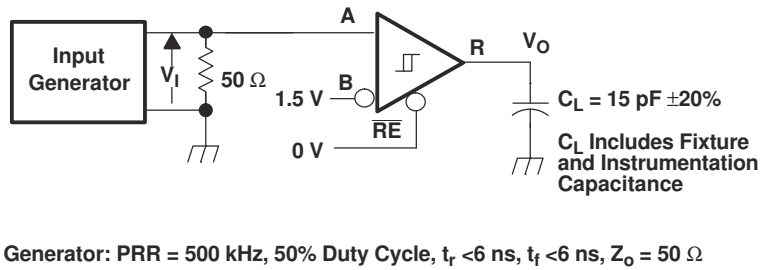 Input
Generator
V_I
50 Ω
A
B
1.5 V
R̅E̅
0 V
R
V_O
C_L = 15 pF ±20%
C_L Includes Fixture
and Instrumentation
Capacitance
Generator: PRR = 500 kHz, 50% Duty Cycle, t_r <6 ns, t_f <6 ns, Z_o = 50 Ω